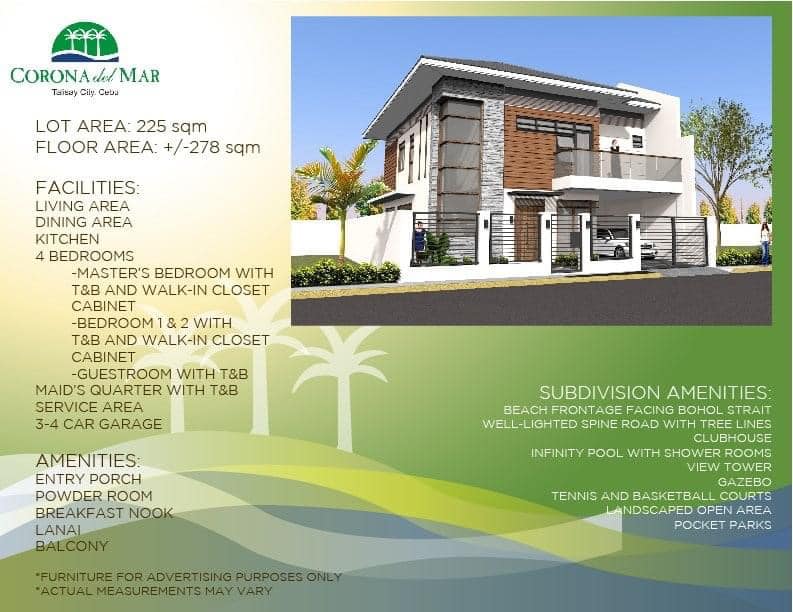 CORONA del MAR
Talisay City, Cebu
LOT AREA: 225 sqm
FLOOR AREA: +/-278 sqm
FACILITIES:
LIVING AREA
DINING AREA
KITCHEN
4 BEDROOMS
-MASTER'S BEDROOM WITH
T&B AND WALK-IN CLOSET
CABINET
-BEDROOM 1 & 2 WITH
T&B AND WALK-IN CLOSET
CABINET
-GUESTROOM WITH T&B
MAID'S QUARTER WITH T&B
SERVICE AREA
3-4 CAR GARAGE
AMENITIES:
ENTRY PORCH
POWDER ROOM
BREAKFAST NOOK
LANAI
BALCONY
*FURNITURE FOR ADVERTISING PURPOSES ONLY
*ACTUAL MEASUREMENTS MAY VARY
SUBDIVISION AMENITIES:
BEACH FRONTAGE FACING BOHOL STRAIT
WELL-LIGHTED SPINE ROAD WITH TREE LINES
CLUBHOUSE
INFINITY POOL WITH SHOWER ROOMS
VIEW TOWER
GAZEBO
TENNIS AND BASKETBALL COURTS
LANDSCAPED OPEN AREA
POCKET PARKS